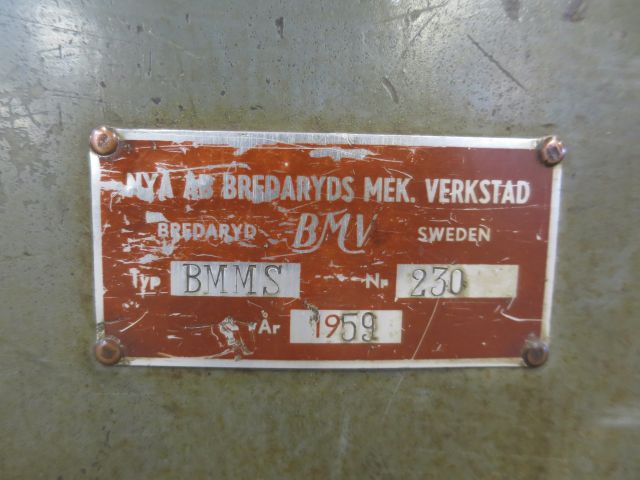 NYA AB BREDARYDS MEK. VERKSTAD
BREDARYD BMV SWEDEN
Typ BMMS Nr 230
År 1959